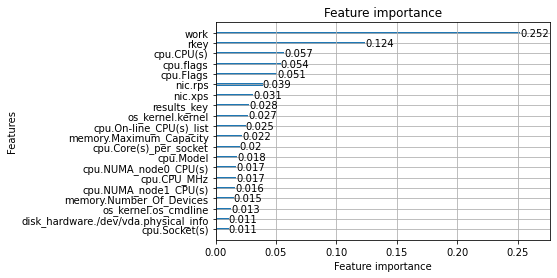 Feature importance
work
0.252
rkey
0.124
cpu.CPU(s)
0.057
cpu.flags
0.054
cpu.Flags
0.051
nic.rps
0.039
nic.xps
0.031
results_key
0.028
os_kernel.kernel
0.027
cpu.On-line_CPU(s)_list
0.025
memory.Maximum_Capacity
0.022
cpu.Core(s)_per_socket
0.02
cpu.Model
0.018
cpu.NUMA_node0_CPU(s)
0.017
cpu.CPU_MHz
0.017
cpu.NUMA_node1_CPU(s)
0.016
memory.Number_Of_Devices
0.015
os_kernel.os_cmdline
0.013
disk_hardware./dev/vda.physical_info
0.011
cpu.Socket(s)
0.011
Features
0.00 0.05 0.10 0.15 0.20 0.25
Feature importance